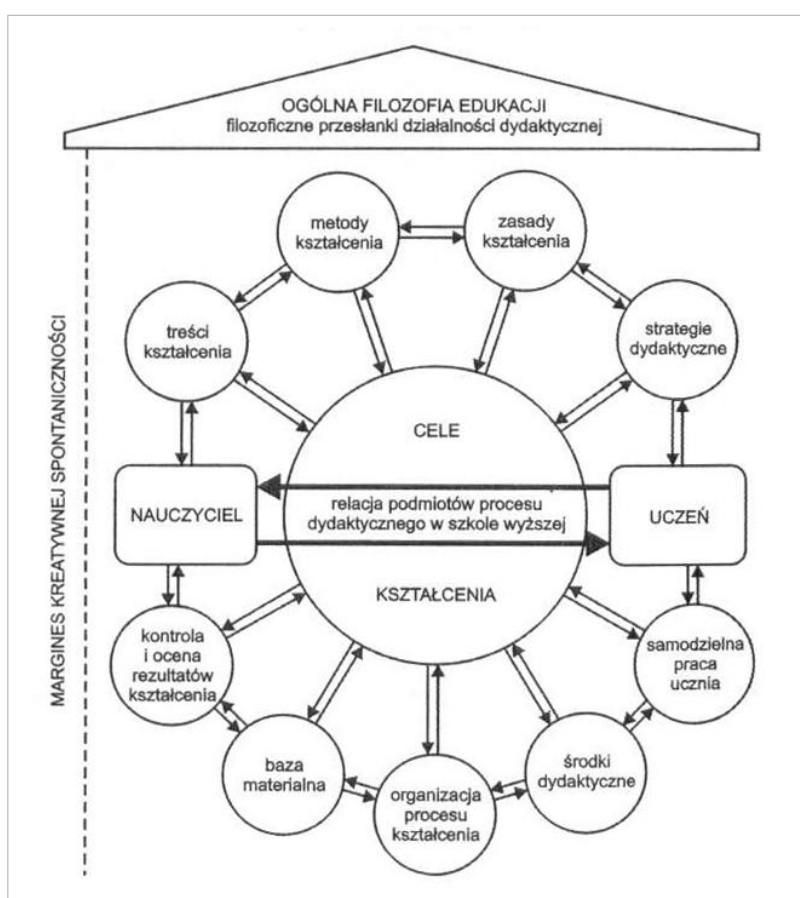 OGÓLNA FILOZOFIA EDUKACJI
filozoficzne przesłanki działalności dydaktycznej
metody
kształcenia
zasady
kształcenia
treści
kształcenia
strategie
dydaktyczne
MARGINES KREATYWNEJ SPONTANICZNOŚCI
CELE
NAUCZYCIEL
relacja podmiotów procesu
dydaktycznego w szkole wyższej
UCZEŃ
KSZTAŁCENIA
kontrola
i ocena
rezultatów
kształcenia
samodzielna
praca
ucznia
baza
materialna
organizacja
procesu
kształcenia
środki
dydaktyczne